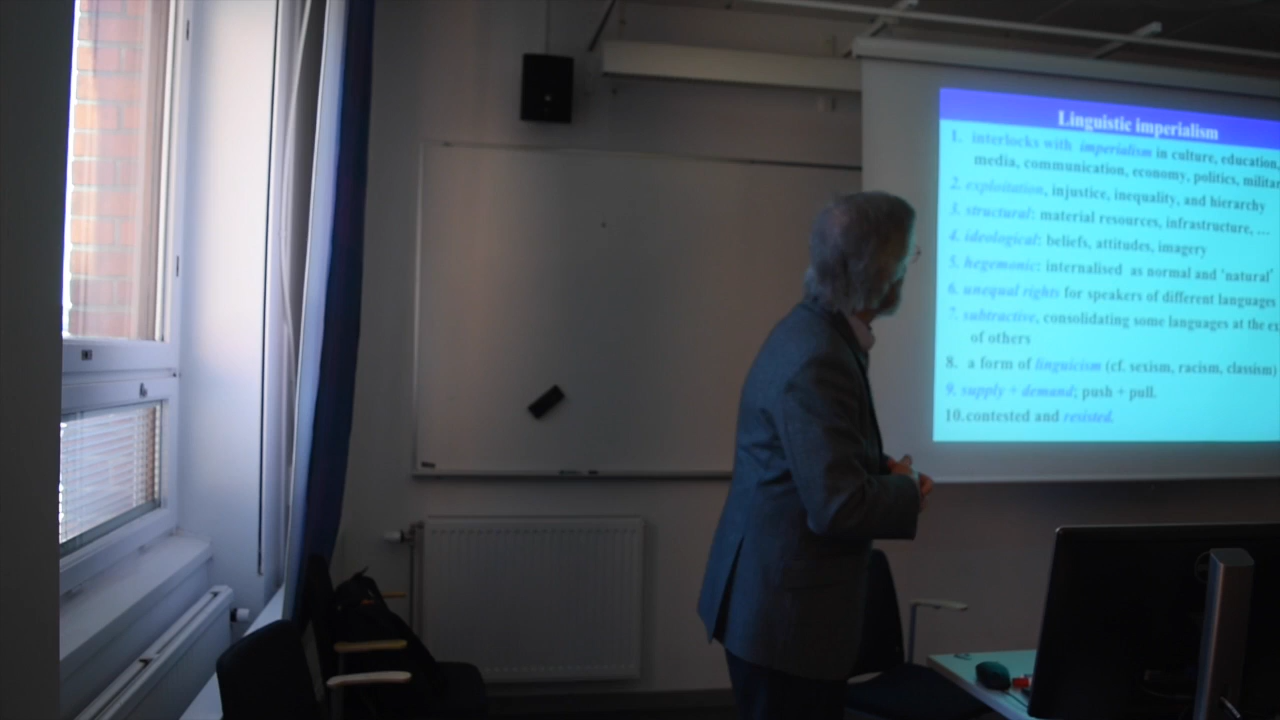 Linguistic imperialism
1. interlocks with imperialism in culture, education,
media, communication, economy, politics,
2. exploitation, injustice, inequality, and hierarchy
3. structural: material resources, infrastructure, ...
4. ideological: beliefs, attitudes, imagery
5. hegemonic: internalised as normal and 'natural'
6. unequal rights for speakers of different languages
7. subtractive, consolidating some languages at the
of others
8. a form of linguicism (cf. sexism, racism, classism)
9. supply + demand; push + pull.
10. contested and resisted.